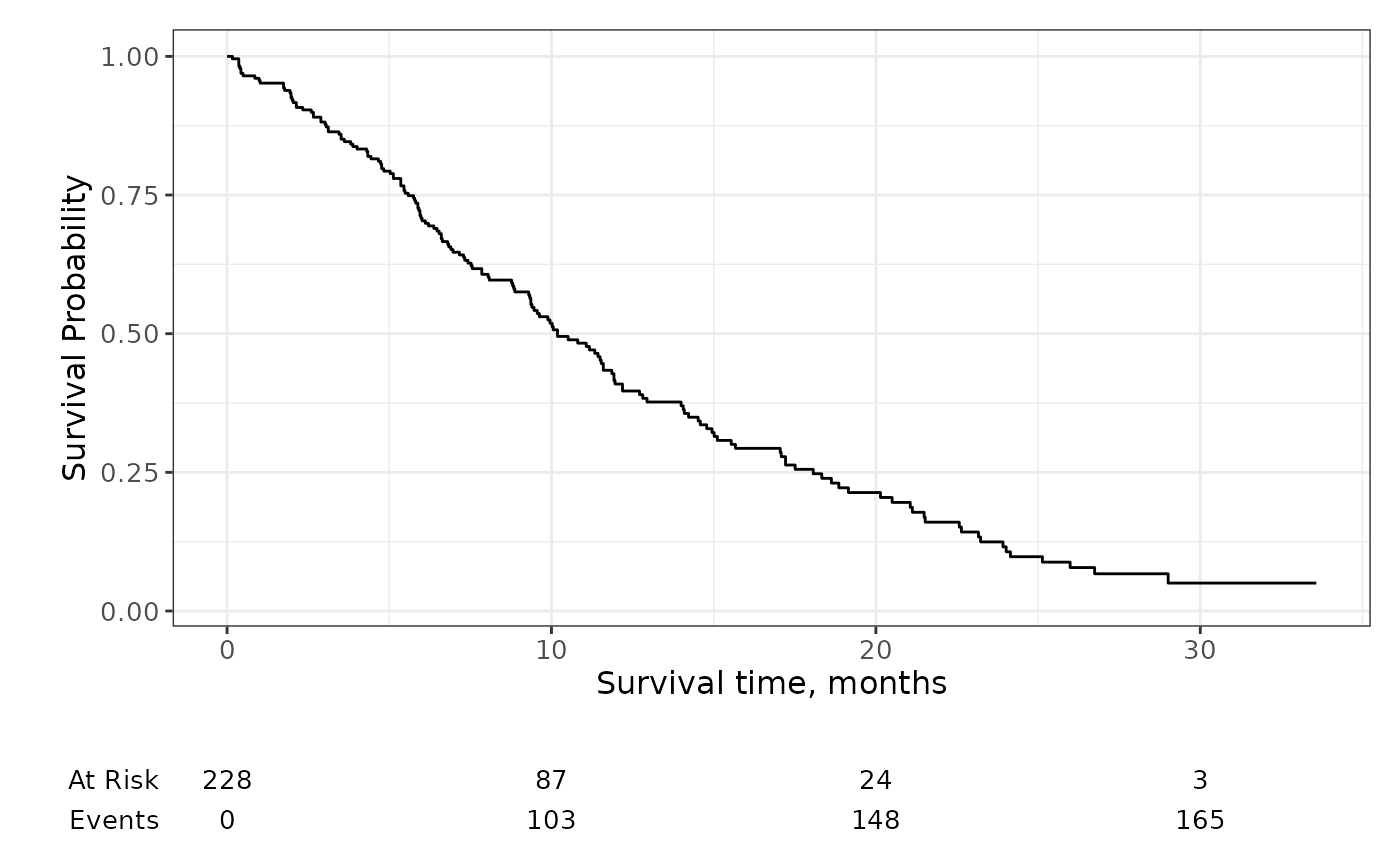 Survival Probability
1.00
0.75
0.50
0.25
0.00
0 10 20 30
Survival time, months
At Risk 228 87 24 3
Events 0 103 148 165